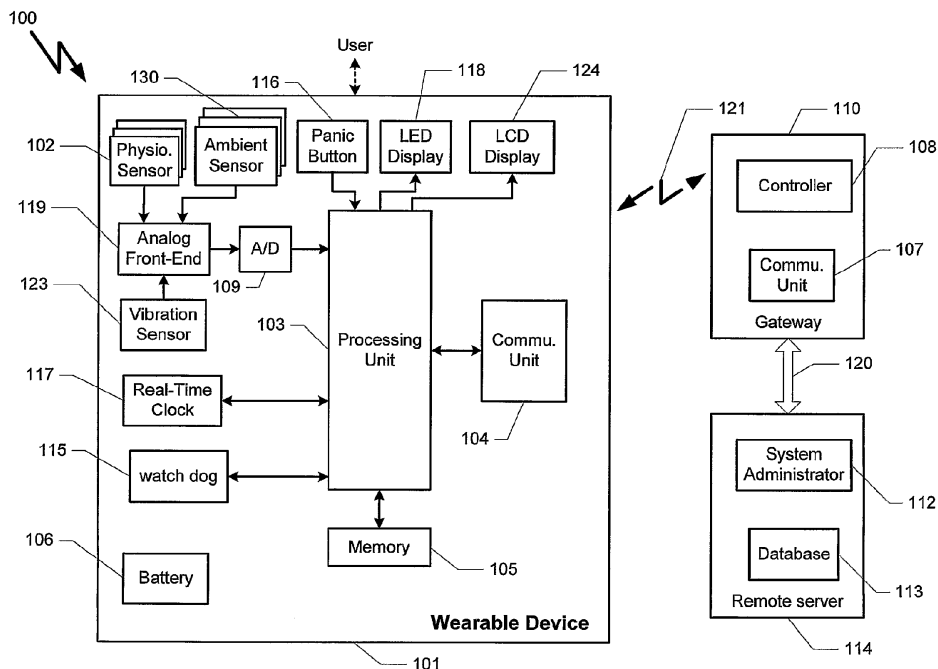 100
User
116
118
124
130
121
110
102
Physio.
Sensor
Ambient
Sensor
Panic
Button
LED
Display
LCD
Display
108
Controller
119
Analog
Front-End
A/D
109
107
Commu.
Unit
Gateway
123
Vibration
Sensor
103
Processing
Unit
Commu.
Unit
104
120
117
Real-Time
Clock
115
watch dog
System
Administrator
112
106
Battery
Memory
105
Database
113
Remote server
Wearable Device
114
101